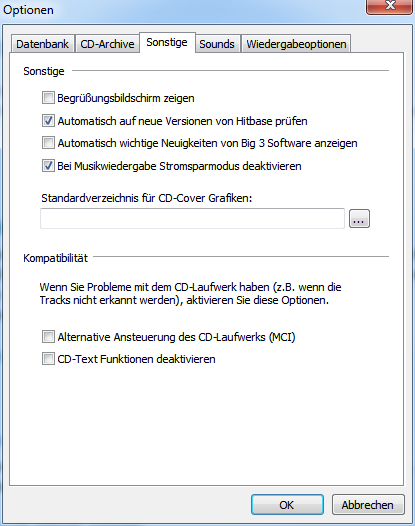 Optionen
Datenbank CD-Archive Sonstige Sounds Wiedergabeoptionen
Sonstige
Begrüßungsbildschirm zeigen
Automatisch auf neue Versionen von Hitbase prüfen
Automatisch wichtige Neuigkeiten von Big 3 Software anzeigen
Bei Musikwiedergabe Stromsparmodus deaktivieren
Standardverzeichnis für CD-Cover Grafiken:
...
Kompatibilität
Wenn Sie Probleme mit dem CD-Laufwerk haben (z.B. wenn die
Tracks nicht erkannt werden), aktivieren Sie diese Optionen.
Alternative Ansteuerung des CD-Laufwerks (MCI)
CD-Text Funktionen deaktivieren
OK Abbrechen